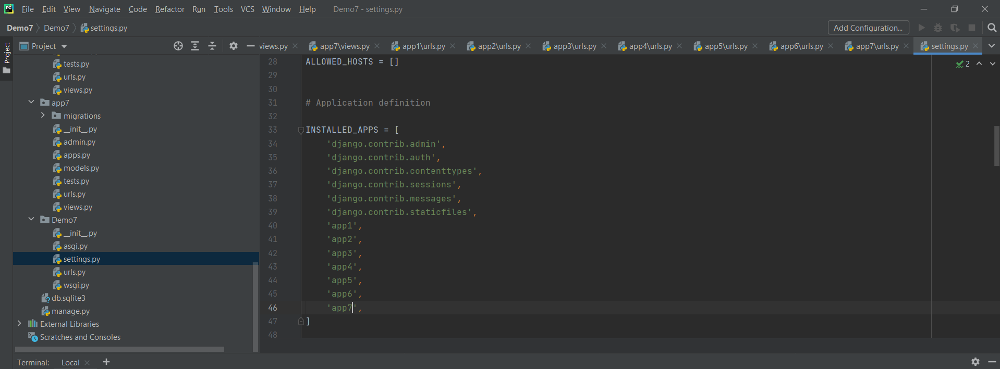 PC File Edit View Navigate Code Refactor Run Tools VCS Window Help Demo7 - settings.py
Demo7 Demo7 settings.py Add Configuration...
Project
Project views.py app7\views.py app1\urls.py app2\urls.py app3\urls.py app4\urls.py app5\urls.py app6\urls.py app7\urls.py settings.py
tests.py
urls.py
views.py
app7
migrations
__init__.py
admin.py
apps.py
models.py
tests.py
urls.py
views.py
Demo7
__init__.py
asgi.py
settings.py
urls.py
wsgi.py
db.sqlite3
manage.py
External Libraries
Scratches and Consoles
28 ALLOWED_HOSTS = []
29
30
31 # Application definition
32
33 INSTALLED_APPS = [
34 'django.contrib.admin',
35 'django.contrib.auth',
36 'django.contrib.contenttypes',
37 'django.contrib.sessions',
38 'django.contrib.messages',
39 'django.contrib.staticfiles',
40 'app1',
41 'app2',
42 'app3',
43 'app4',
44 'app5',
45 'app6',
46 'app7',
47 ]
48
2
Terminal: Local